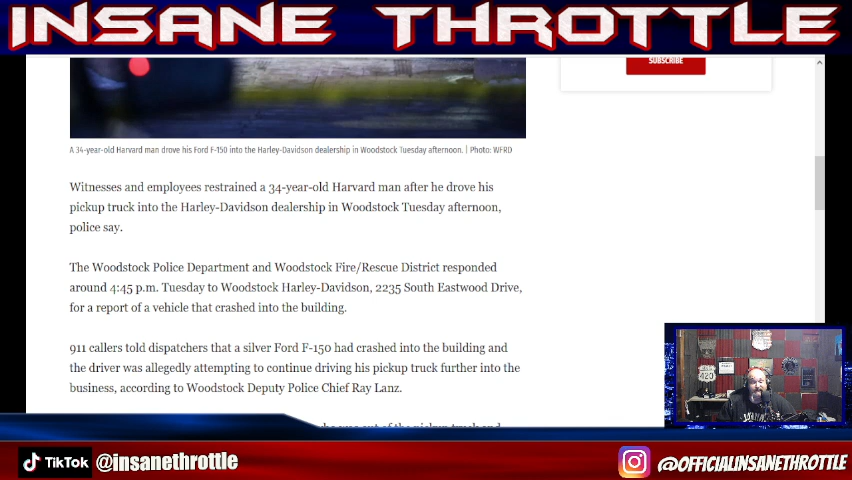 INSANE THROTTLE
SUBSCRIBE
A 34-year-old Harvard man drove his Ford F-150 into the Harley-Davidson dealership in Woodstock Tuesday afternoon. | Photo: WFRD
Witnesses and employees restrained a 34-year-old Harvard man after he drove his
pickup truck into the Harley-Davidson dealership in Woodstock Tuesday afternoon,
police say.
The Woodstock Police Department and Woodstock Fire/Rescue District responded
around 4:45 p.m. Tuesday to Woodstock Harley-Davidson, 2235 South Eastwood Drive,
for a report of a vehicle that crashed into the building.
911 callers told dispatchers that a silver Ford F-150 had crashed into the building and
the driver was allegedly attempting to continue driving his pickup truck further into the
business, according to Woodstock Deputy Police Chief Ray Lanz.
420
TikTok @insanethrottle
@OFFICIALINSANETHROTTLE